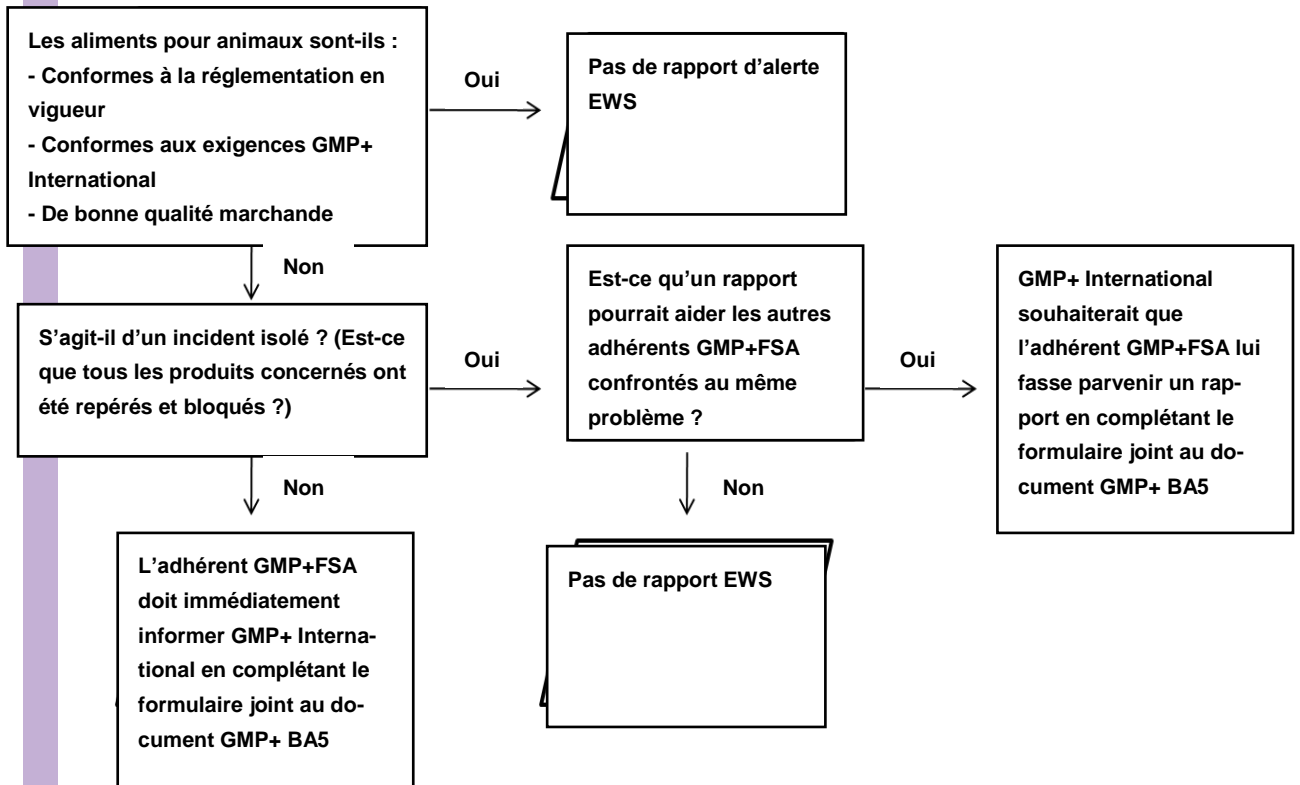 Les aliments pour animaux sont-ils :
- Conformes à la réglementation en
vigueur
- Conformes aux exigences GMP+
International
- De bonne qualité marchande
Oui
Pas de rapport d’alerte
EWS
Non
S’agit-il d’un incident isolé ? (Est-ce
que tous les produits concernés ont
été repérés et bloqués ?)
Oui
Est-ce qu’un rapport
pourrait aider les autres
adhérents GMP+FSA
confrontés au même
problème ?
Oui
GMP+ International
souhaiterait que
l’adhérent GMP+FSA lui
fasse parvenir un rap-
port en complétant le
formulaire joint au do-
cument GMP+ BA5
Non
L’adhérent GMP+FSA
doit immédiatement
informer GMP+ Interna-
tional en complétant le
formulaire joint au do-
cument GMP+ BA5
Non
Pas de rapport EWS